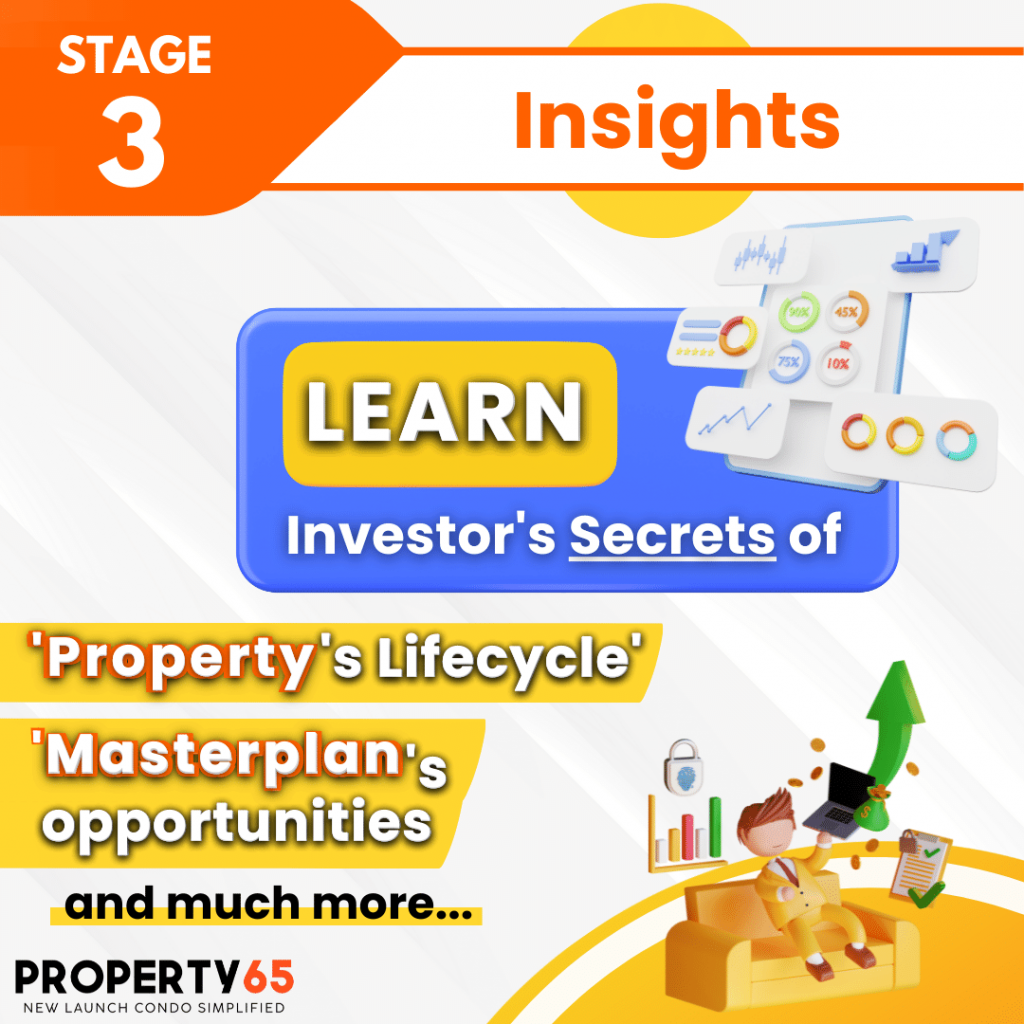 STAGE
3
Insights
90%
45%
75%
10%
LEARN
Investor's Secrets of
'Property's Lifecycle'
'Masterplan's
opportunities
and much more...
$
PROPERTY65
NEW LAUNCH CONDO SIMPLIFIED